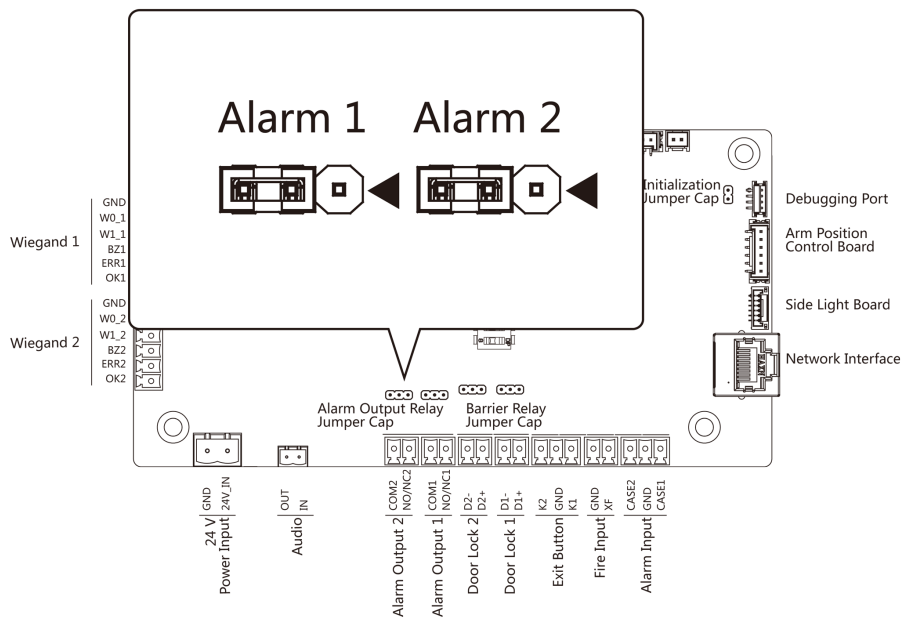 Alarm 1 Alarm 2
Initialization
Jumper Cap
Debugging Port
Arm Position
Control Board
Side Light Board
Network Interface
Wiegand 1
GND
W0_1
W1_1
BZ1
ERR1
OK1
Wiegand 2
GND
W0_2
W1_2
BZ2
ERR2
OK2
Alarm Output Relay
Jumper Cap
Barrier Relay
Jumper Cap
GND
24V_IN
24 V
Power Input
OUT
IN
Audio
COM2
NO/NC2
Alarm Output 2
COM1
NO/NC1
Alarm Output 1
D2-
D2+
Door Lock 2
D1-
D1+
Door Lock 1
K2
GND
K1
Exit Button
GND
XF
Fire Input
CASE2
GND
CASE1
Alarm Input